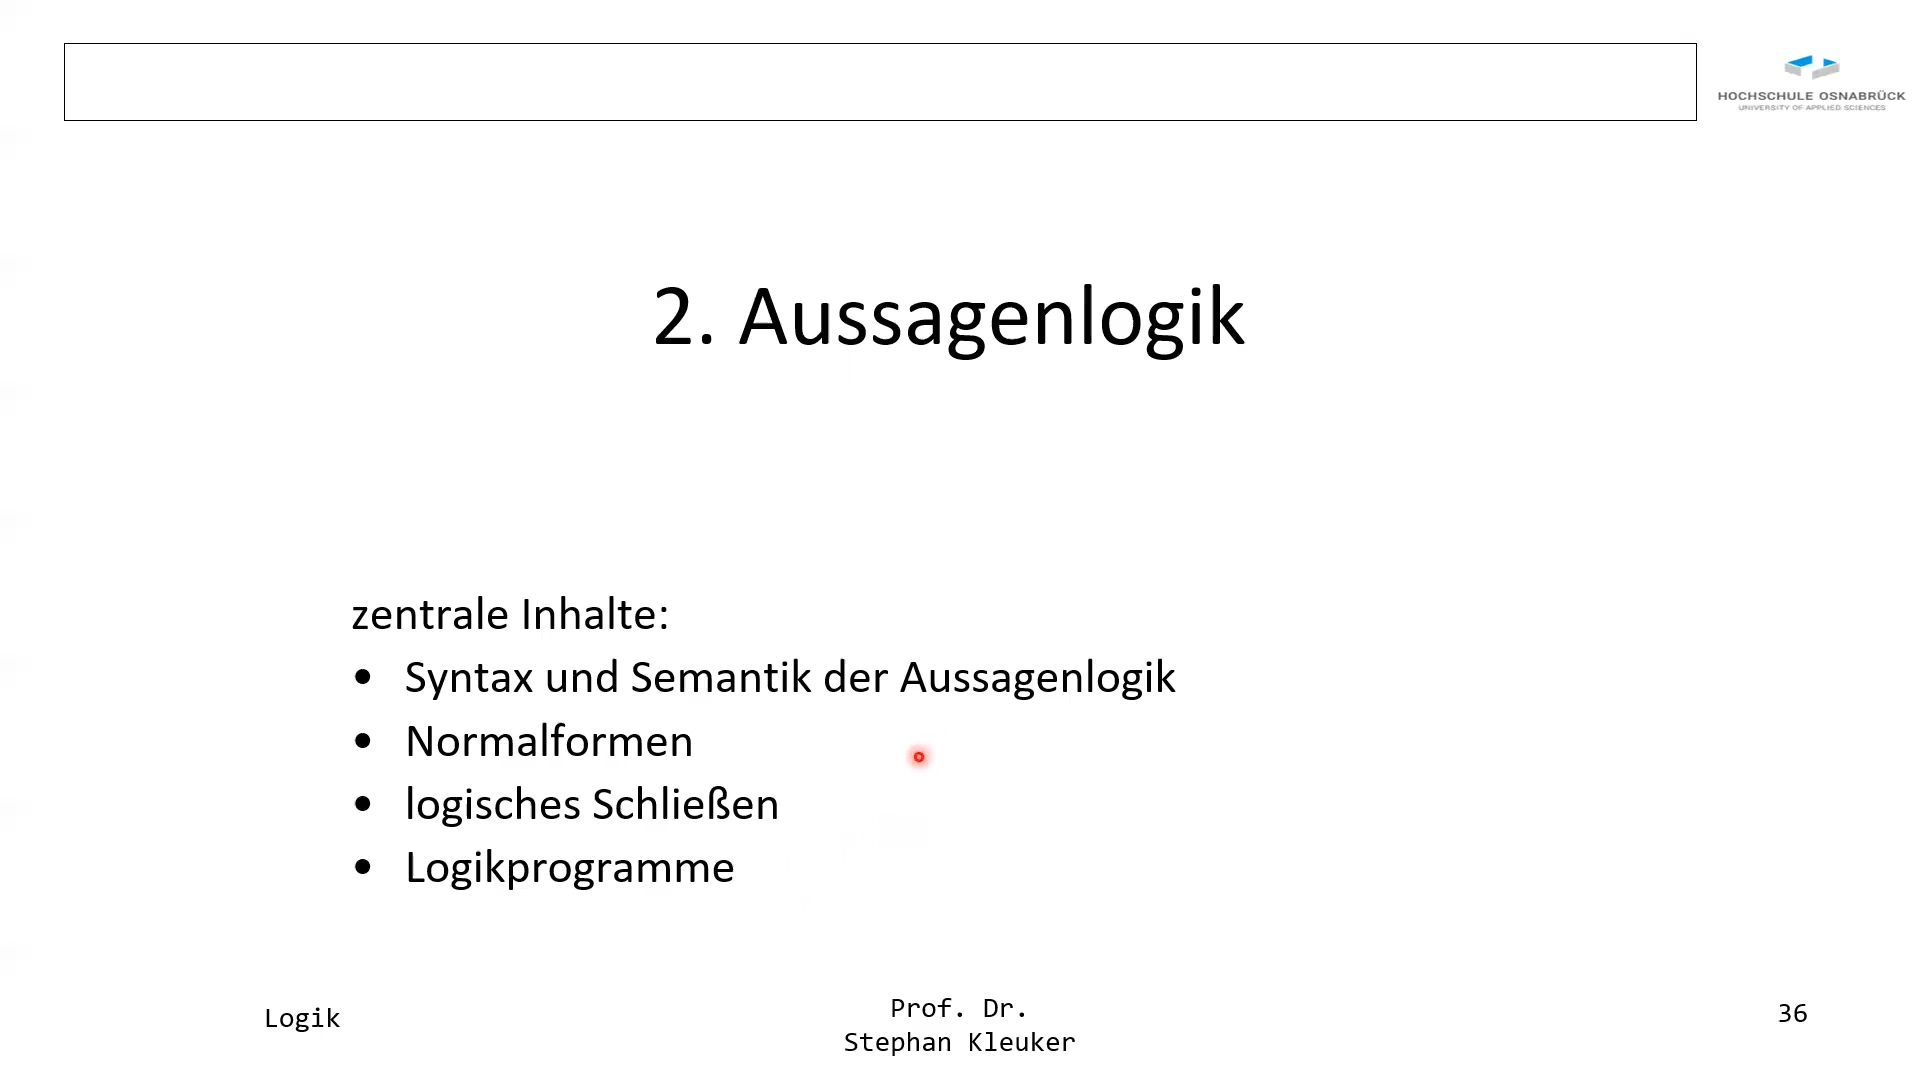 HOCHSCHULE OSNABRÜCK
UNIVERSITY OF APPLIED SCIENCES
2. Aussagenlogik
zentrale Inhalte:
• Syntax und Semantik der Aussagenlogik
• Normalformen
• logisches Schließen
• Logikprogramme
Logik
Prof. Dr.
Stephan Kleuker
36